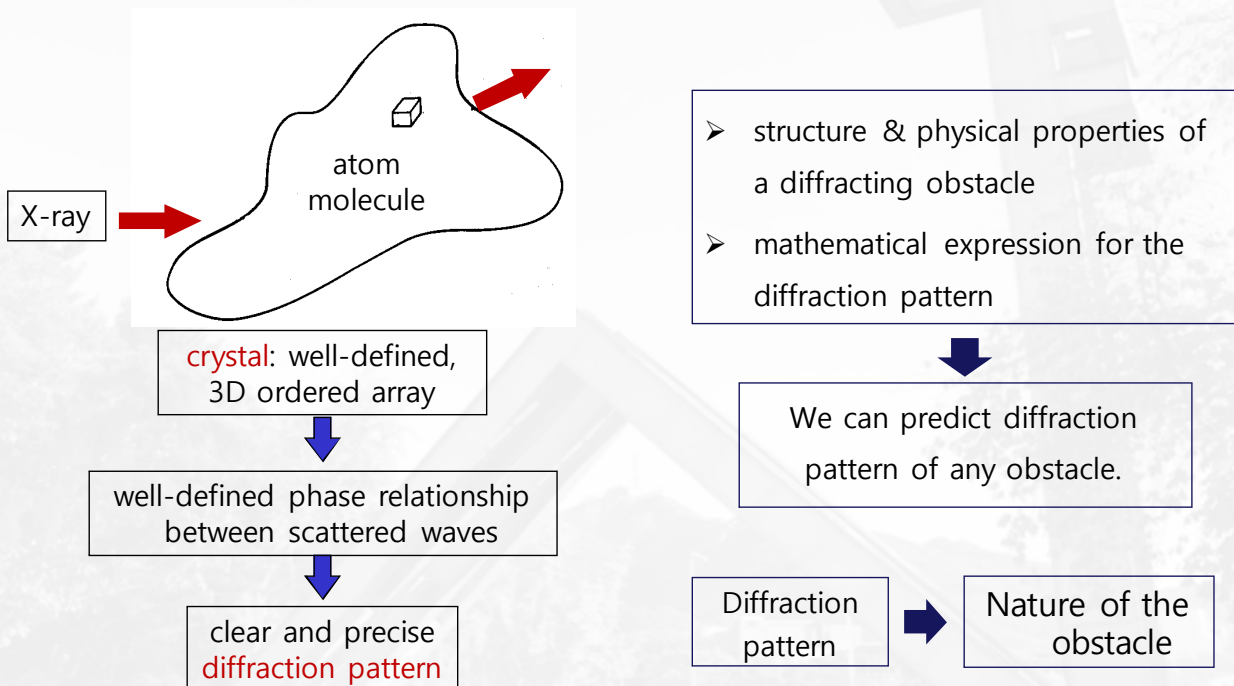 X-ray
atom
molecule
crystal: well-defined,
3D ordered array
well-defined phase relationship
between scattered waves
clear and precise
diffraction pattern
➢ structure & physical properties of
a diffracting obstacle
➢ mathematical expression for the
diffraction pattern
We can predict diffraction
pattern of any obstacle.
Diffraction
pattern
Nature of the
obstacle